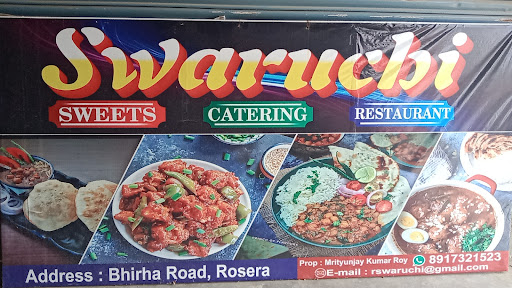 Swaruchi
SWEETS CATERING RESTAURANT
Prop : Mrityunjay Kumar Roy 8917321523
Address : Bhirha Road, Rosera E-mail : rswaruchi@gmail.com